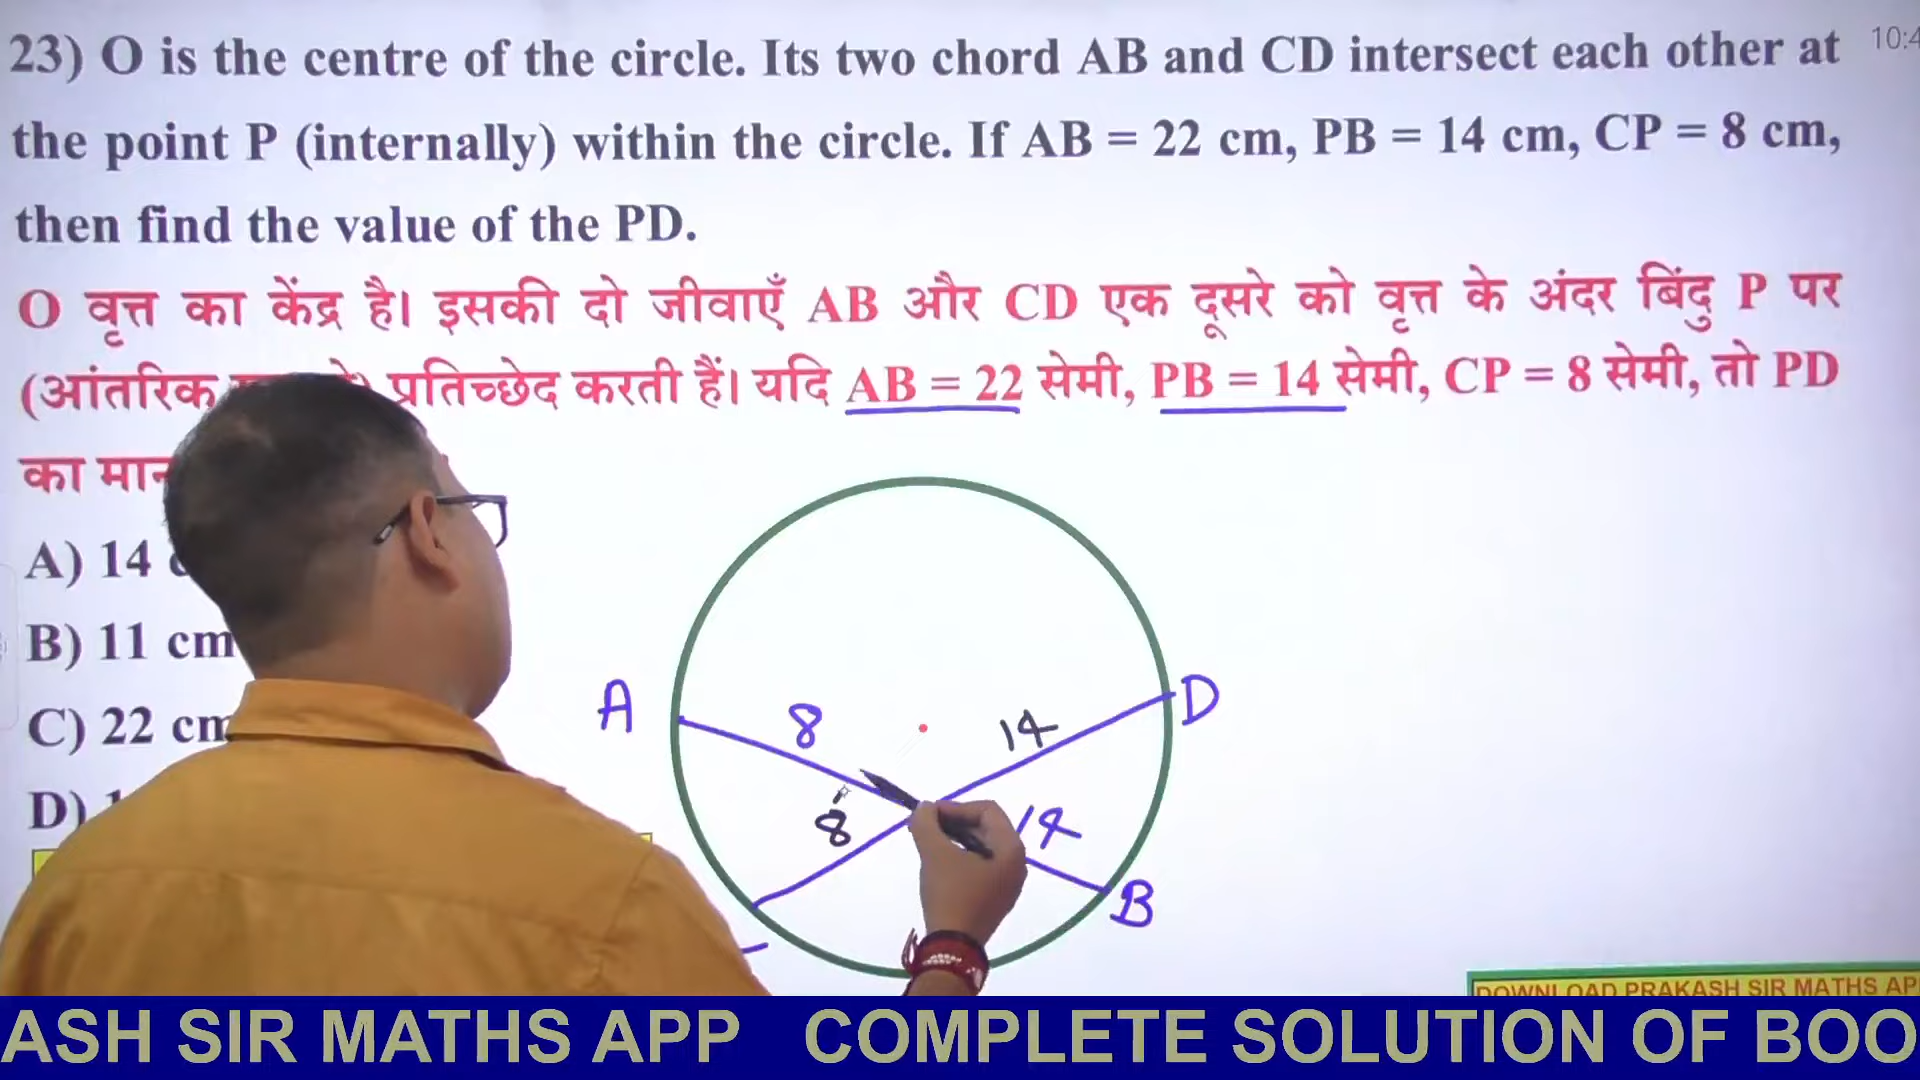 23) O is the centre of the circle. Its two chord AB and CD intersect each other at
10:4
the point P (internally) within the circle. If AB = 22 cm, PB = 14 cm, CP = 8 cm,
then find the value of the PD.
O वृत्त का केंद्र है। इसकी दो जीवाएँ AB और CD एक दूसरे को वृत्त के अंदर बिंदु P पर
(आंतरिक प्रतिच्छेद करती हैं। यदि AB = 22 सेमी, PB = 14 सेमी, CP = 8 सेमी, तो PD
का मान
A) 14
B) 11 cm
C) 22 cm
D)
A
8
14
D
8
14
B
DOWNLOAD PRAKASH SIR MATHS AP
ASH SIR MATHS APP COMPLETE SOLUTION OF BOO